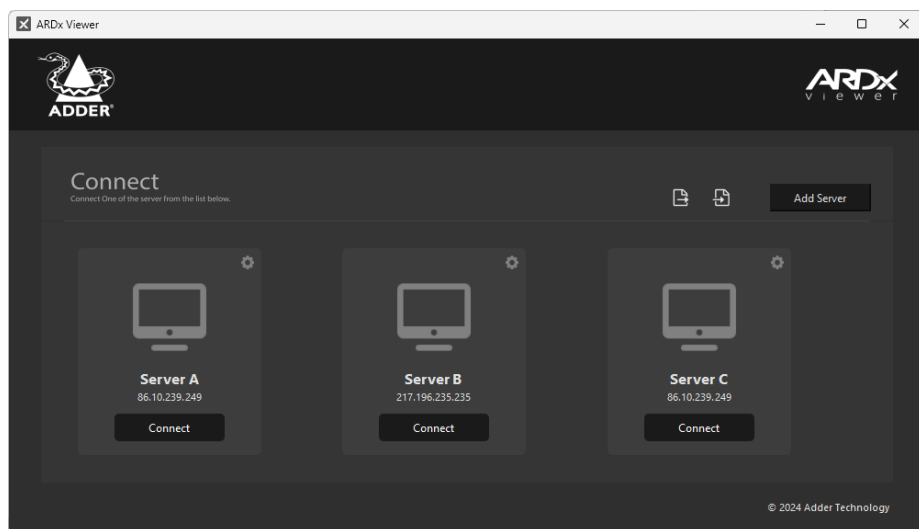 ARDx Viewer
ADDER®
ARDx
viewer
Connect
Connect One of the server from the list below.
Add Server
Server A
86.10.239.249
Connect
Server B
217.196.235.235
Connect
Server C
86.10.239.249
Connect
© 2024 Adder Technology